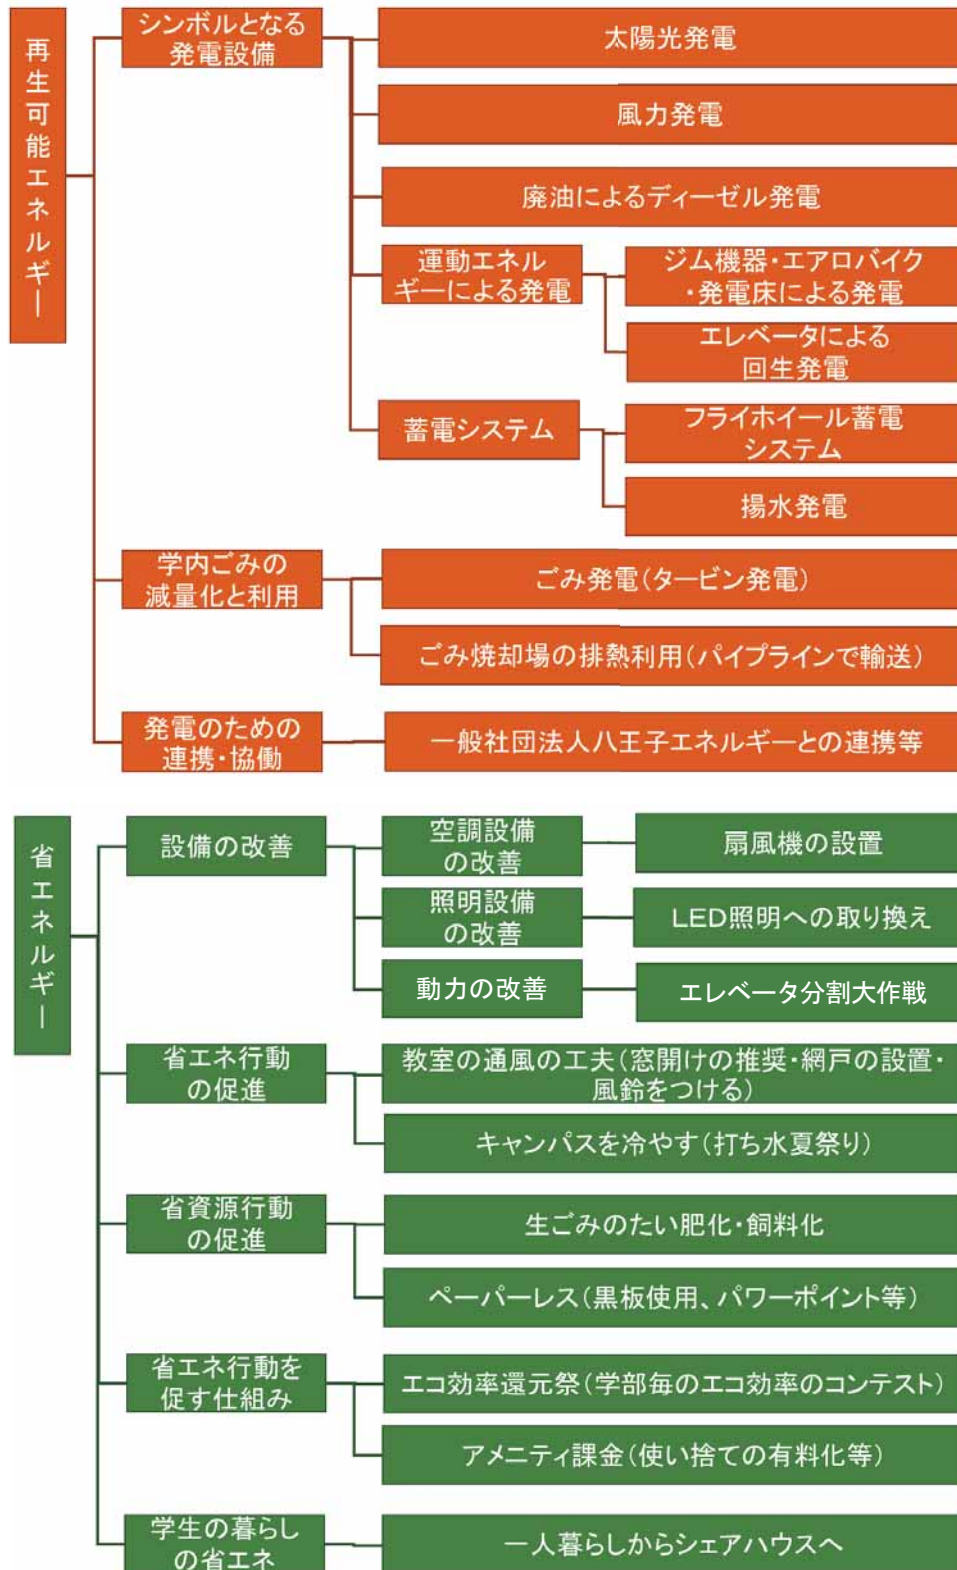 再生可能エネルギー
シンボルとなる
発電設備
太陽光発電
風力発電
廃油によるディーゼル発電
運動エネル
ギーによる発電
ジム機器・エアロバイク
・発電床による発電
エレベータによる
回生発電
蓄電システム
フライホイール蓄電
システム
揚水発電
学内ごみの
減量化と利用
ごみ発電(タービン発電)
ごみ焼却場の排熱利用(パイプラインで輸送)
発電のための
連携・協働
一般社団法人八王子エネルギーとの連携等
省エネルギー
設備の改善
空調設備
の改善
扇風機の設置
照明設備
の改善
LED照明への取り換え
動力の改善
エレベータ分割大作戦
省エネ行動
の促進
教室の通風の工夫(窓開けの推奨・網戸の設置・
風鈴をつける)
キャンパスを冷やす(打ち水夏祭り)
省資源行動
の促進
生ごみのたい肥化・飼料化
ペーパーレス(黒板使用、パワーポイント等)
省エネ行動を
促す仕組み
エコ効率還元祭(学部毎のエコ効率のコンテスト)
アメニティ課金(使い捨ての有料化等)
学生の暮らし
の省エネ
一人暮らしからシェアハウスへ